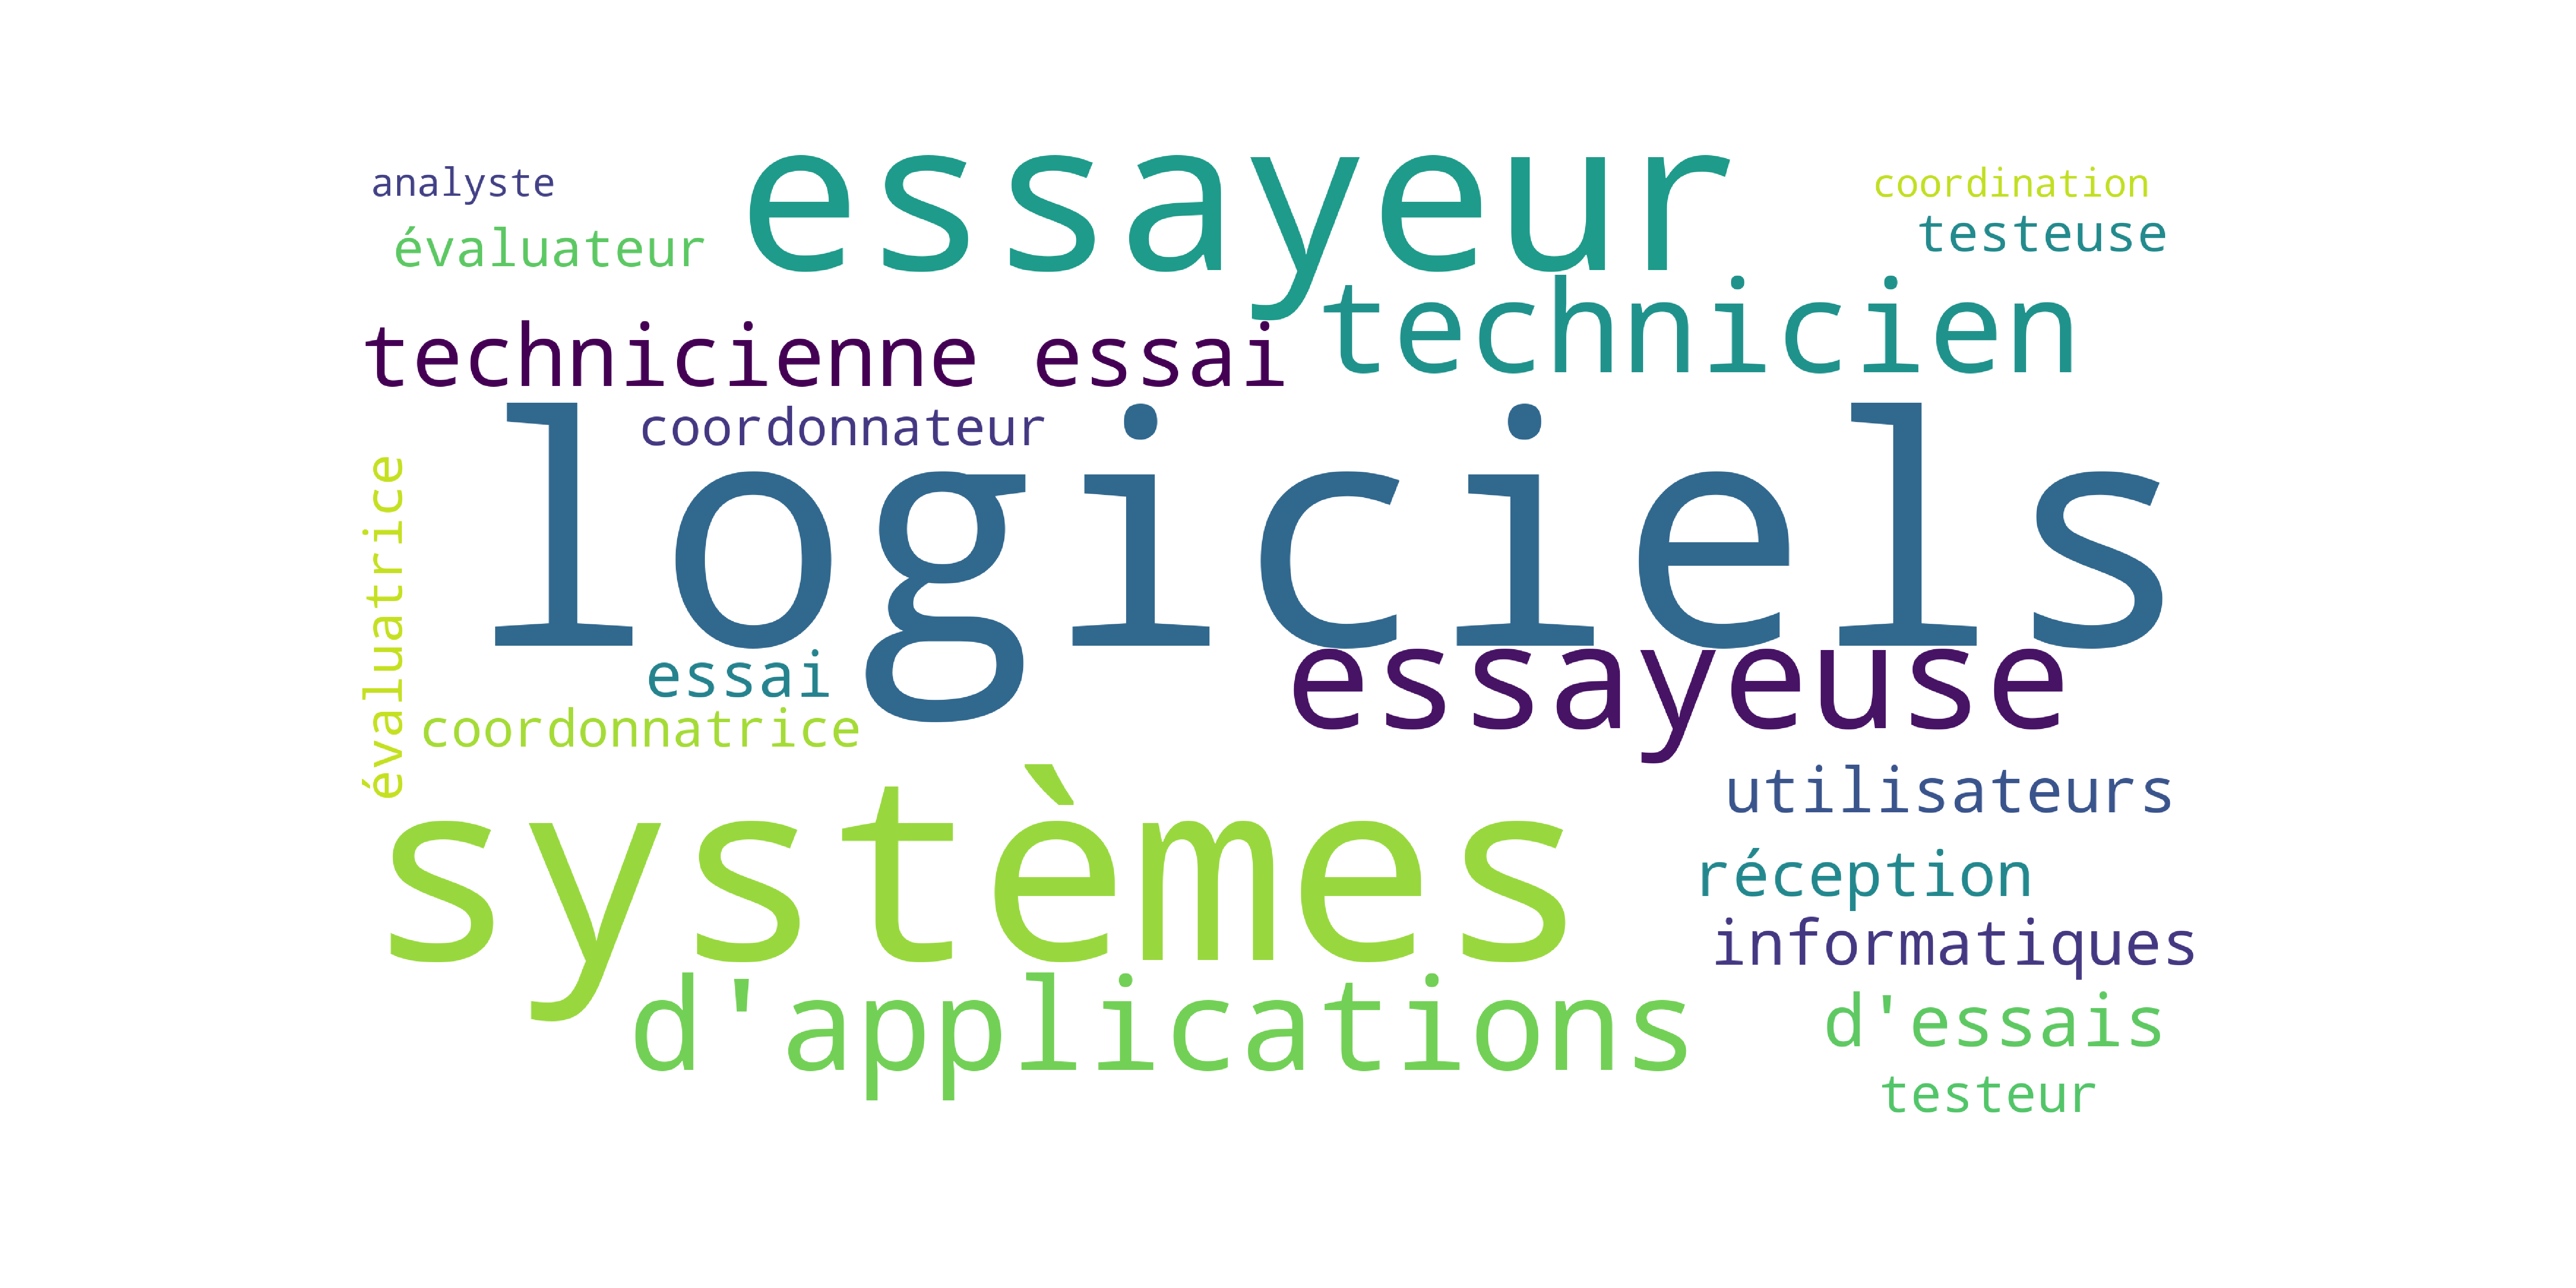 essayeur
analyste
coordination
évaluateur
testeuse
technicienne essai
technicien
coordonnateur
logiciels
évaluatrice
essai
essayeuse
coordonnatrice
utilisateurs
systèmes
réception
informatiques
d'applications
d'essais
testeur